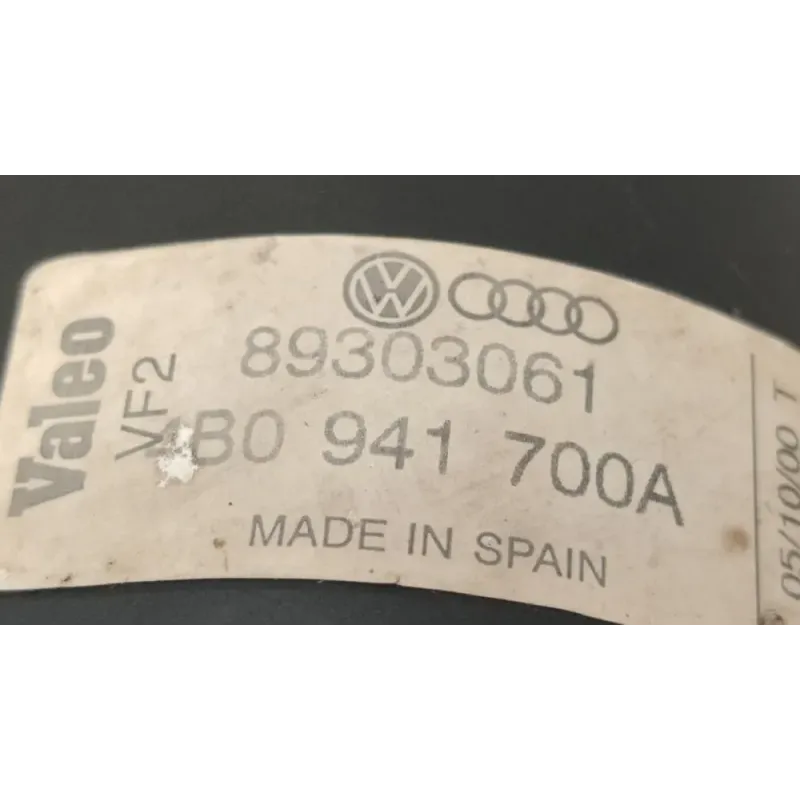 Valeo
VF2
89303061
4B0 941 700A
MADE IN SPAIN
05/10/00 T